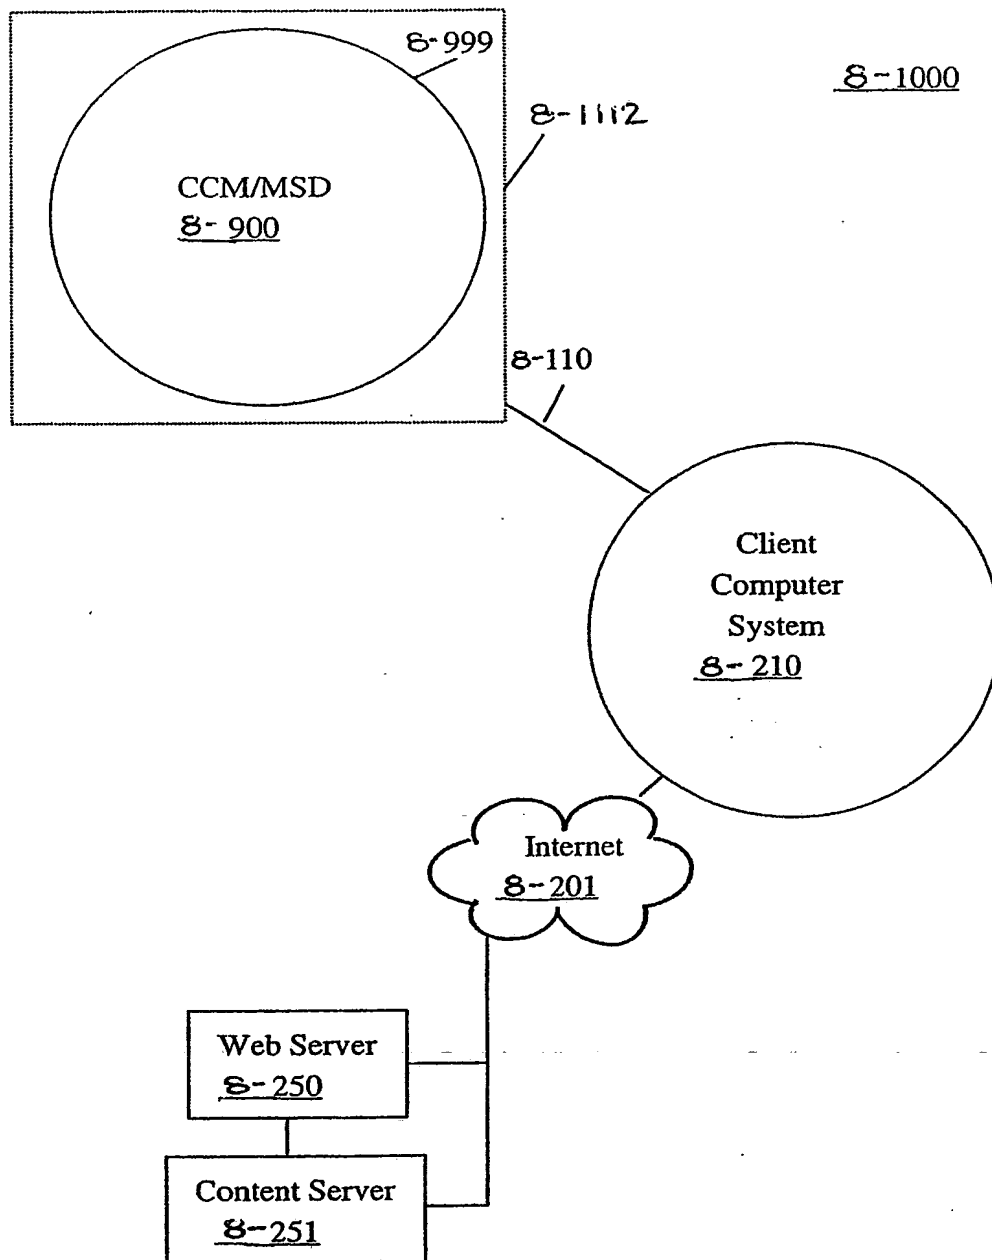 8-999
8-1000
8-1112
CCM/MSD
8-900
8-110
Client
Computer
System
8-210
Internet
8-201
Web Server
8-250
Content Server
8-251